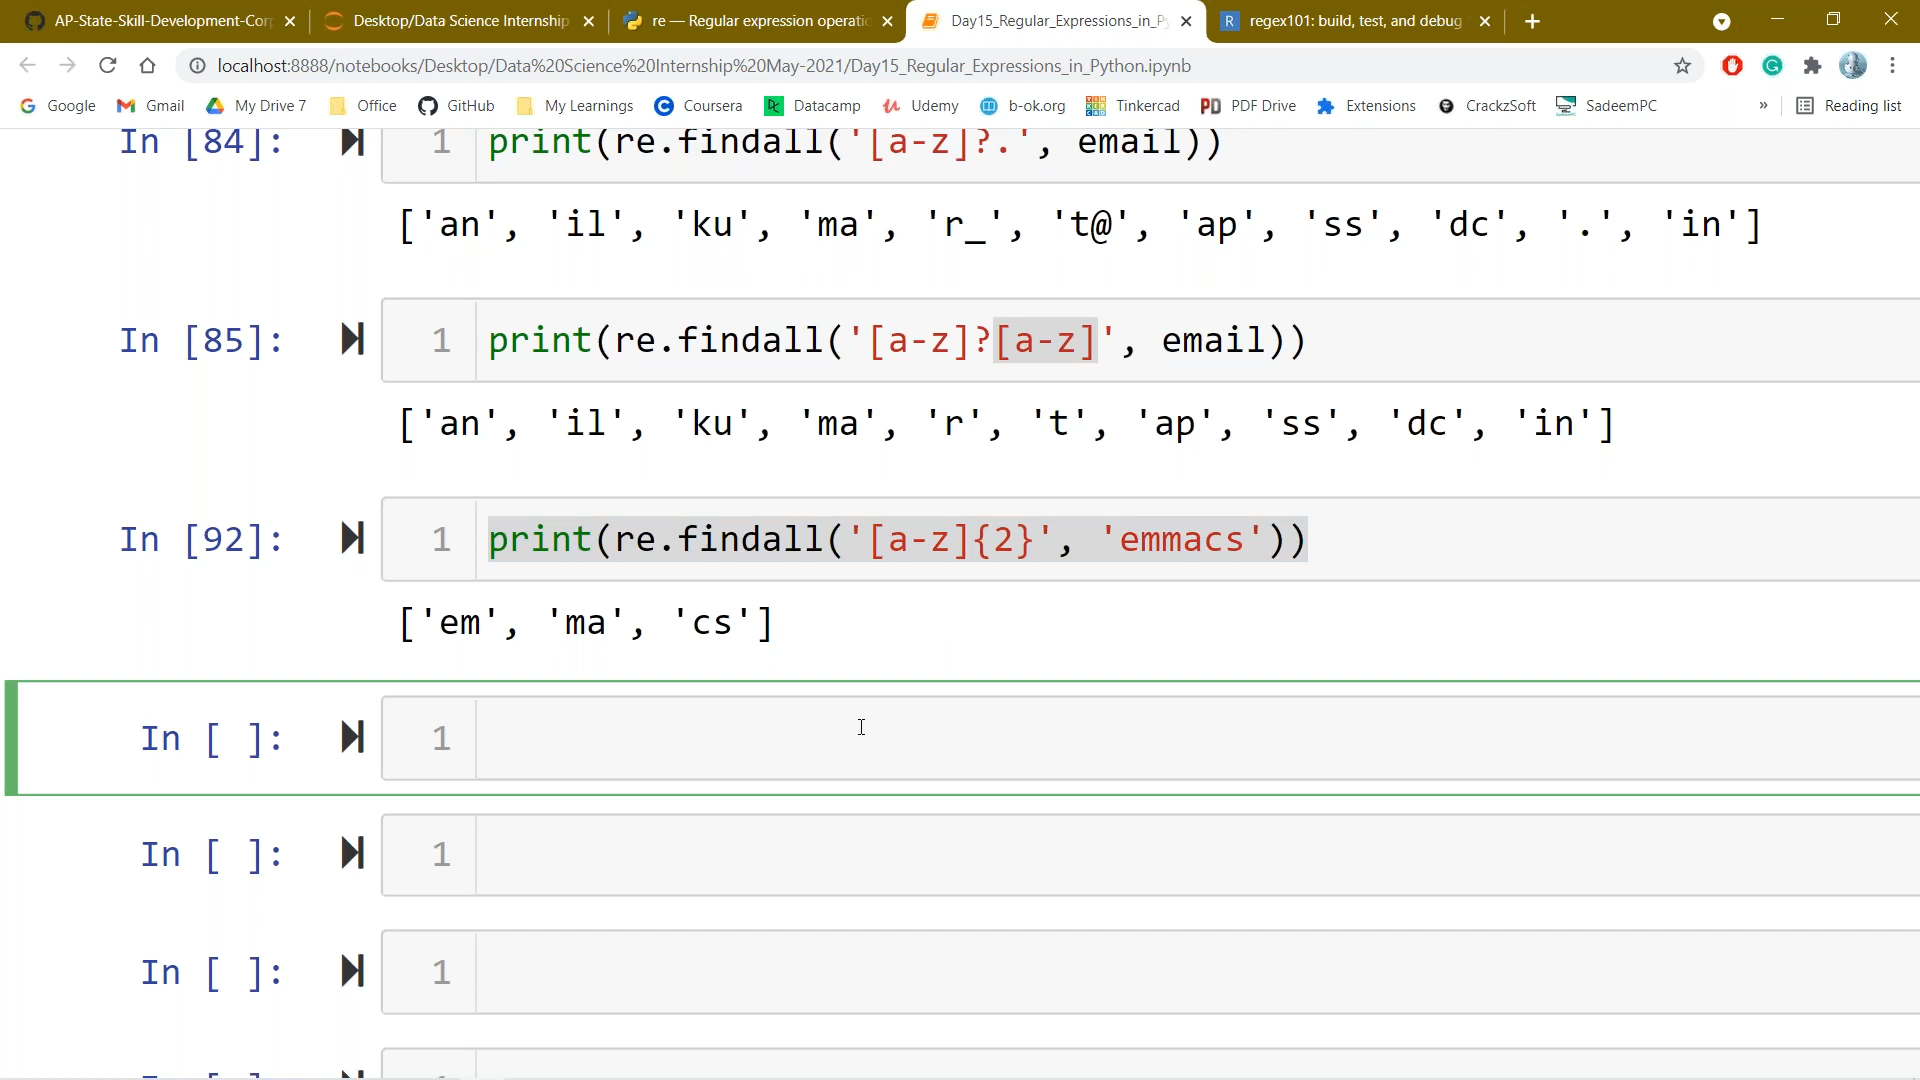 AP-State-Skill-Development-Corp
Desktop/Data Science Internship
re — Regular expression operatio
Day15_Regular_Expressions_in_Py
regex101: build, test, and debug
localhost:8888/notebooks/Desktop/Data%20Science%20Internship%20May-2021/Day15_Regular_Expressions_in_Python.ipynb
Google Gmail My Drive 7 Office GitHub My Learnings Coursera Datacamp Udemy b-ok.org Tinkercad PDF Drive Extensions CrackzSoft SadeemPC » Reading list
In [84]: 1 print(re.findall('[a-z]?.', email))
['an', 'il', 'ku', 'ma', 'r_', 't@', 'ap', 'ss', 'dc', '.', 'in']
In [85]: 1 print(re.findall('[a-z]?[a-z]', email))
['an', 'il', 'ku', 'ma', 'r', 't', 'ap', 'ss', 'dc', 'in']
In [92]: 1 print(re.findall('[a-z]{2}', 'emmacs'))
['em', 'ma', 'cs']
In [ ]: 1
In [ ]: 1
In [ ]: 1